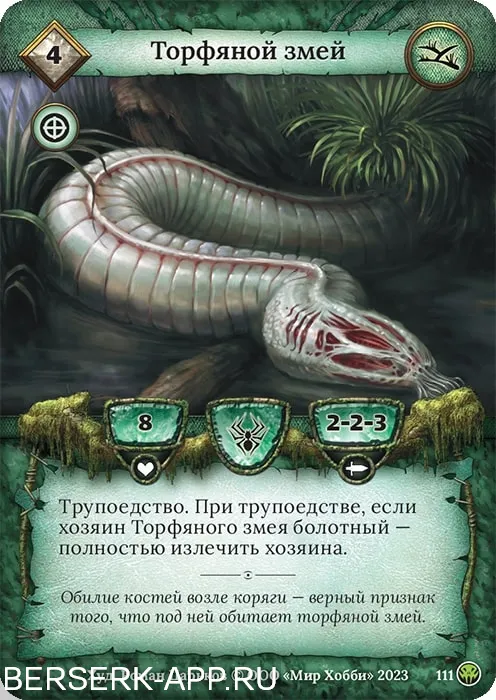 4
Торфяной змей
8
2-2-3
Трупоедство. При трупоедстве, если
хозяин Торфяного змея болотный —
полностью излечить хозяина.
Обилие костей возле коряги — верный признак
того, что под ней обитает торфяной змей.
© ООО «Мир Хобби» 2023
111
BERSERK-APP.RU